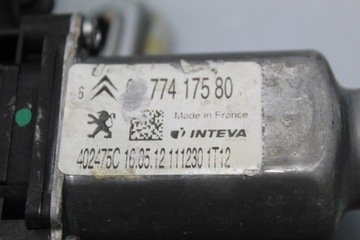 6 774 175 80
Made in France
INTEVA
402475C 16.05.12 111230 1T12